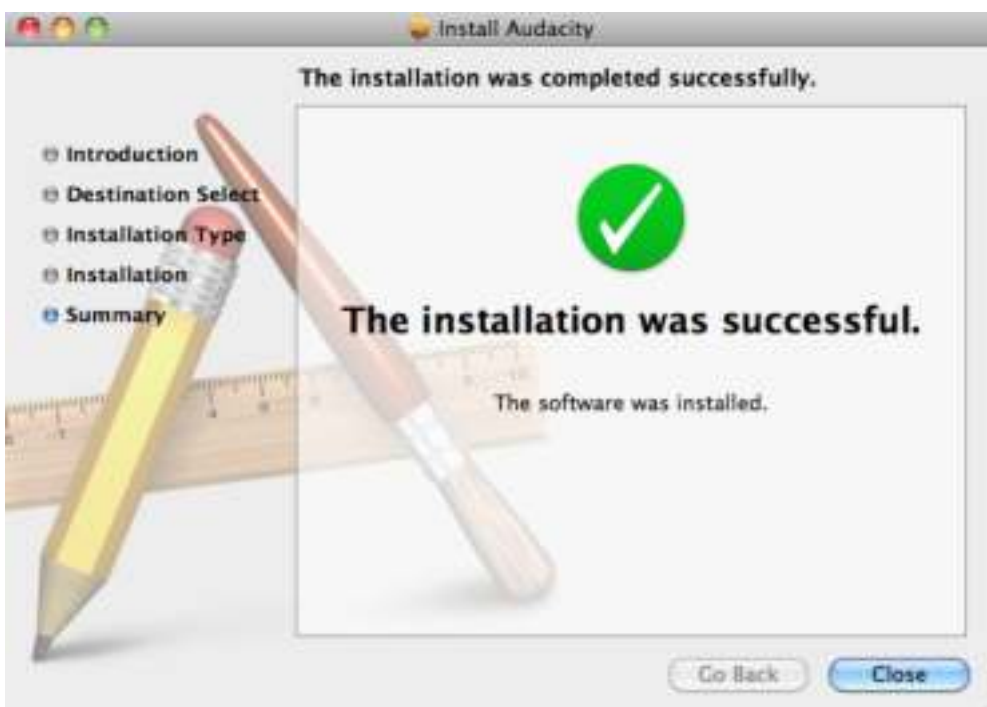 Install Audacity
The installation was completed successfully.
Introduction
Destination Select
Installation Type
Installation
Summary
The installation was successful.
The software was installed.
Go Back
Close